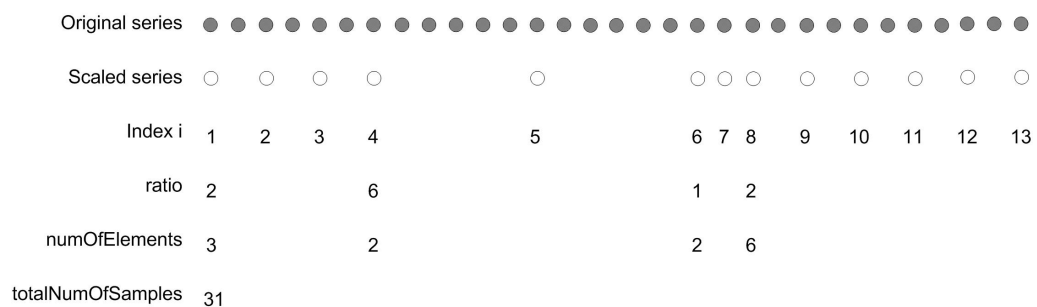 Original series
Scaled series
Index i 1 2 3 4 5 6 7 8 9 10 11 12 13
ratio 2 6 1 2
numOfElements 3 2 2 6
totalNumOfSamples 31